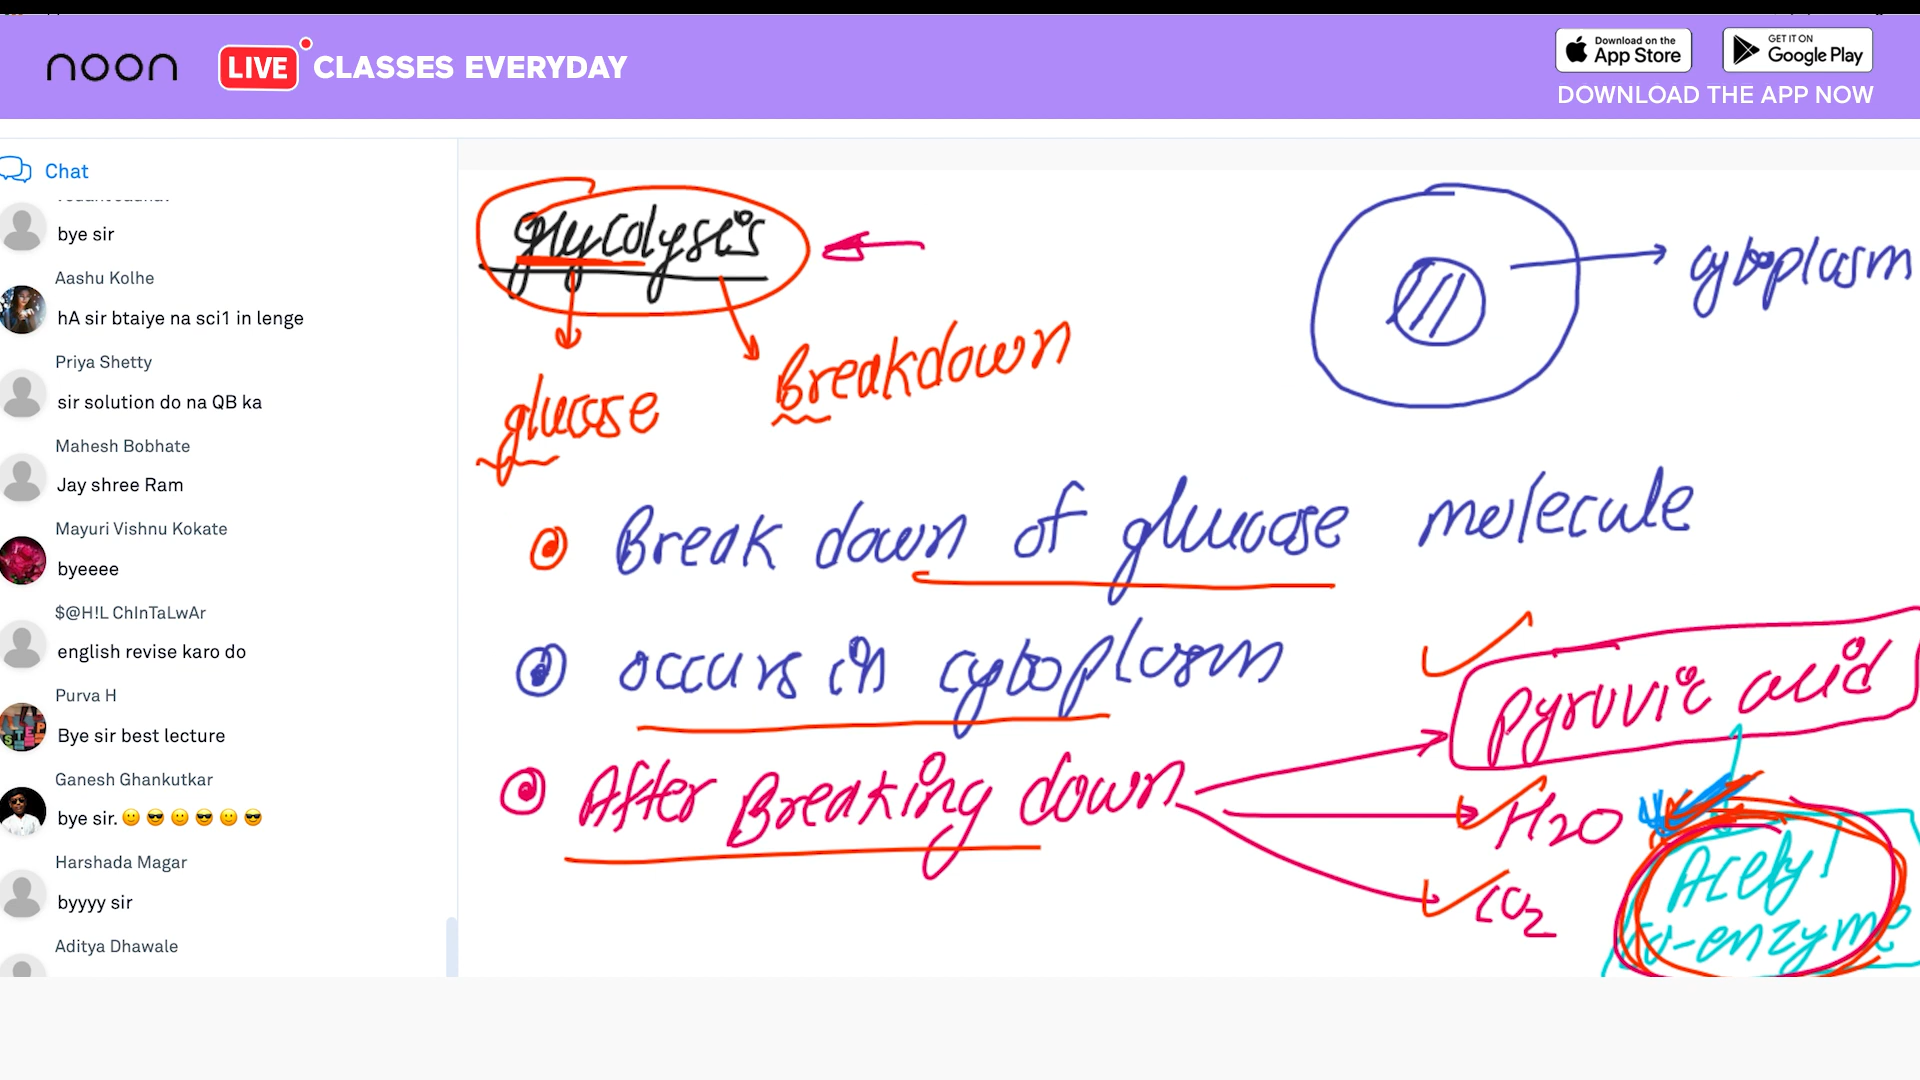 noon LIVE CLASSES EVERYDAY
Download on the App Store
GET IT ON Google Play
DOWNLOAD THE APP NOW
Chat
bye sir
Aashu Kolhe
hA sir btaiye na sci1 in lenge
Priya Shetty
sir solution do na QB ka
Mahesh Bobhate
Jay shree Ram
Mayuri Vishnu Kokate
byeeee
$@H!L ChInTaLwAr
english revise karo do
Purva H
Bye sir best lecture
Ganesh Ghankutkar
bye sir. 🙂 😎 🙂 😎 🙂 😎
Harshada Magar
byyyy sir
Aditya Dhawale
glycolysis
cytoplasm
glucose
Breakdown
Break down of glucose molecule
occurs in cytoplasm
pyruvic acid
After Breaking down
H2O
CO2
Acetyl
co-enzyme